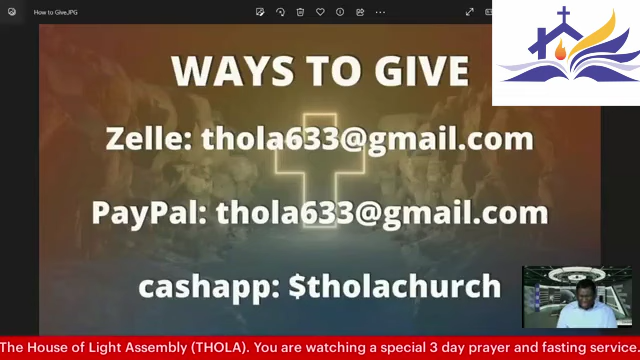 How to Give.JPG
WAYS TO GIVE
Zelle: thola633@gmail.com
PayPal: thola633@gmail.com
cashapp: $tholachurch
The House of Light Assembly (THOLA). You are watching a special 3 day prayer and fasting service.